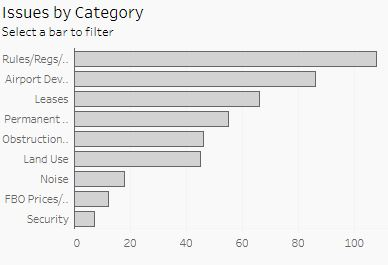 Issues by Category
Select a bar to filter
Rules/Regs/..
Airport Dev..
Leases
Permanent ..
Obstruction..
Land Use
Noise
FBO Prices/..
Security
0 20 40 60 80 100